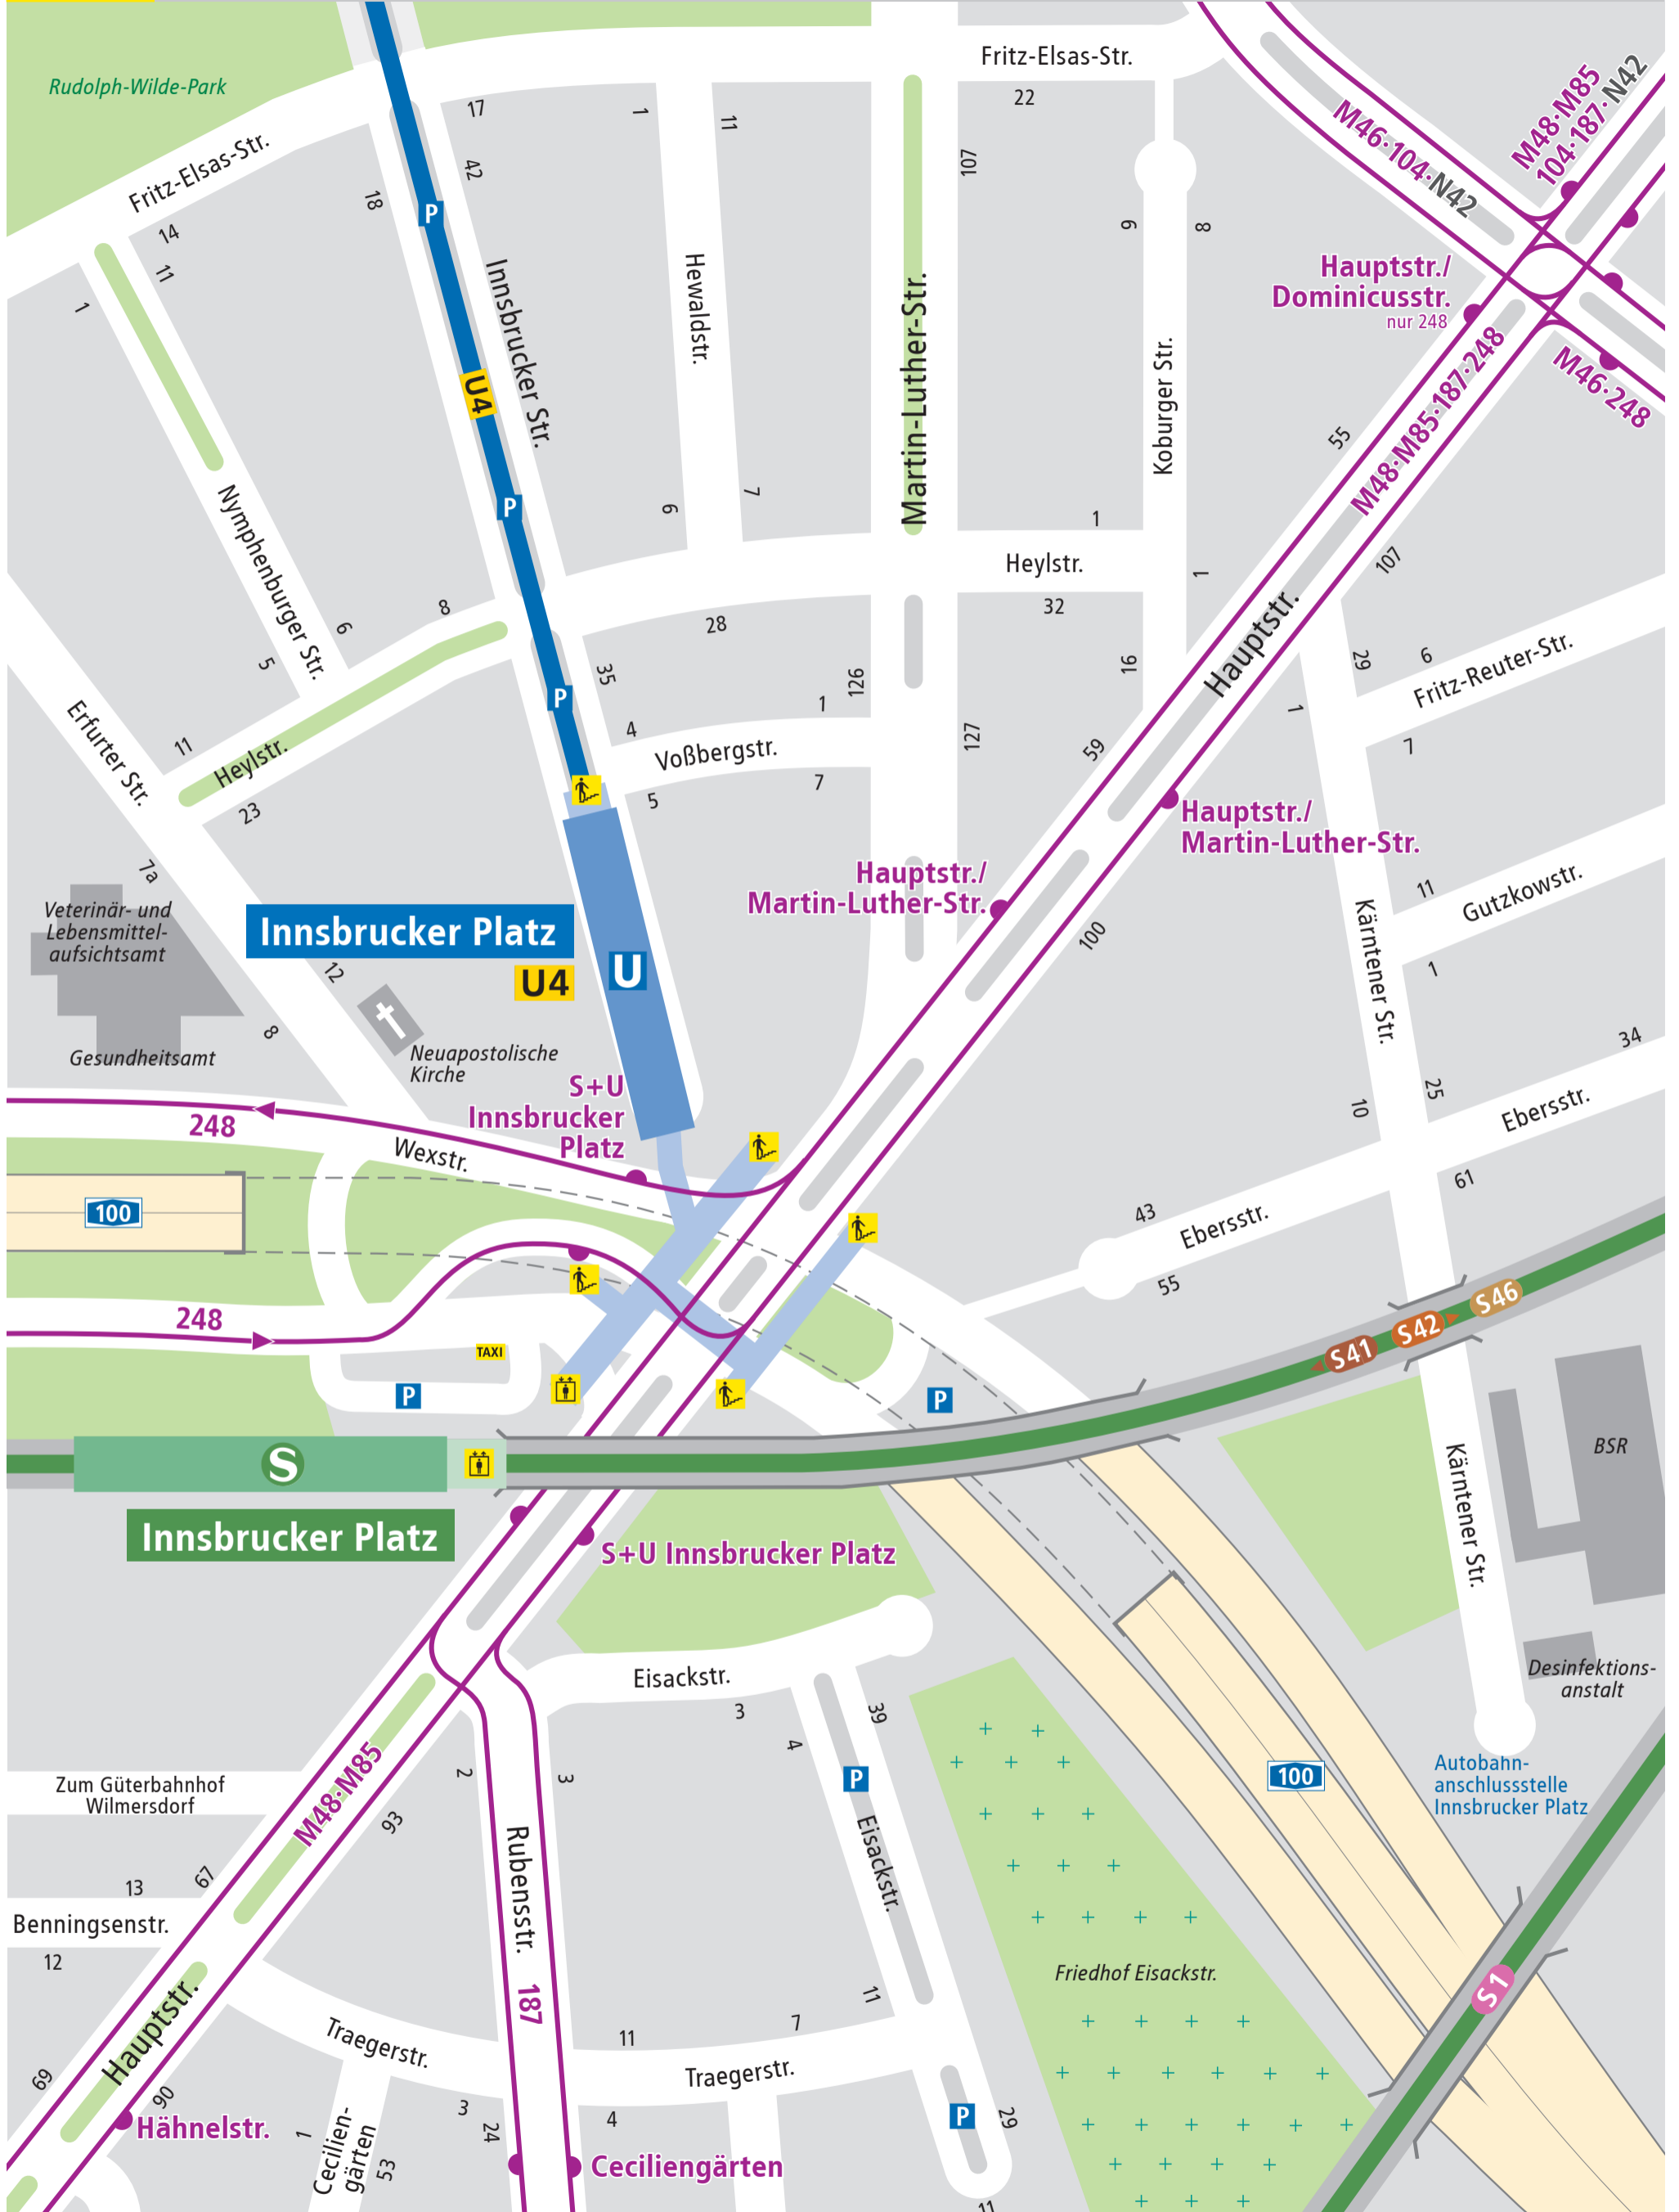 Rudolph-Wilde-Park
Fritz-Elsas-Str.
22
17
1
11
107
M46·104·N42
M48·M85
104·187·N42
Fritz-Elsas-Str.
14
11
1
18
42
P
9
8
Hauptstr./
Dominicusstr.
nur 248
M46·248
M48·M85·187·248
Innsbrucker Str.
Hewaldstr.
Martin-Luther-Str.
Koburger Str.
U4
55
107
P
6
7
1
Heylstr.
32
1
16
Nymphenburger Str.
5
6
8
28
35
126
127
Hauptstr.
29
6
Fritz-Reuter-Str.
7
1
P
4
1
Voßbergstr.
5
7
59
Erfurter Str.
11
Heylstr.
23
7a
Hauptstr./
Martin-Luther-Str.
Hauptstr./
Martin-Luther-Str.
100
Kärntener Str.
11
Gutzkowstr.
1
Veterinär- und
Lebensmittel-
aufsichtsamt
Gesundheitsamt
Innsbrucker Platz
U4
U
12
8
Neuapostolische
Kirche
S+U
Innsbrucker
Platz
34
25
10
Ebersstr.
61
248
Wexstr.
100
43
Ebersstr.
55
248
TAXI
P
P
S41
S42
S46
S
Innsbrucker Platz
S+U Innsbrucker Platz
BSR
Kärntener Str.
Desinfektions-
anstalt
Eisackstr.
3
4
39
P
2
3
Zum Güterbahnhof
Wilmersdorf
M48·M85
93
67
13
Benningsenstr.
12
Rubensstr.
187
Eisackstr.
11
100
Autobahn-
anschlussstelle
Innsbrucker Platz
Friedhof Eisackstr.
S1
Hauptstr.
69
90
Hähnelstr.
Traegerstr.
11
7
Traegerstr.
3
24
4
1
Cecilien-
gärten
53
Ceciliengärten
P
29
11